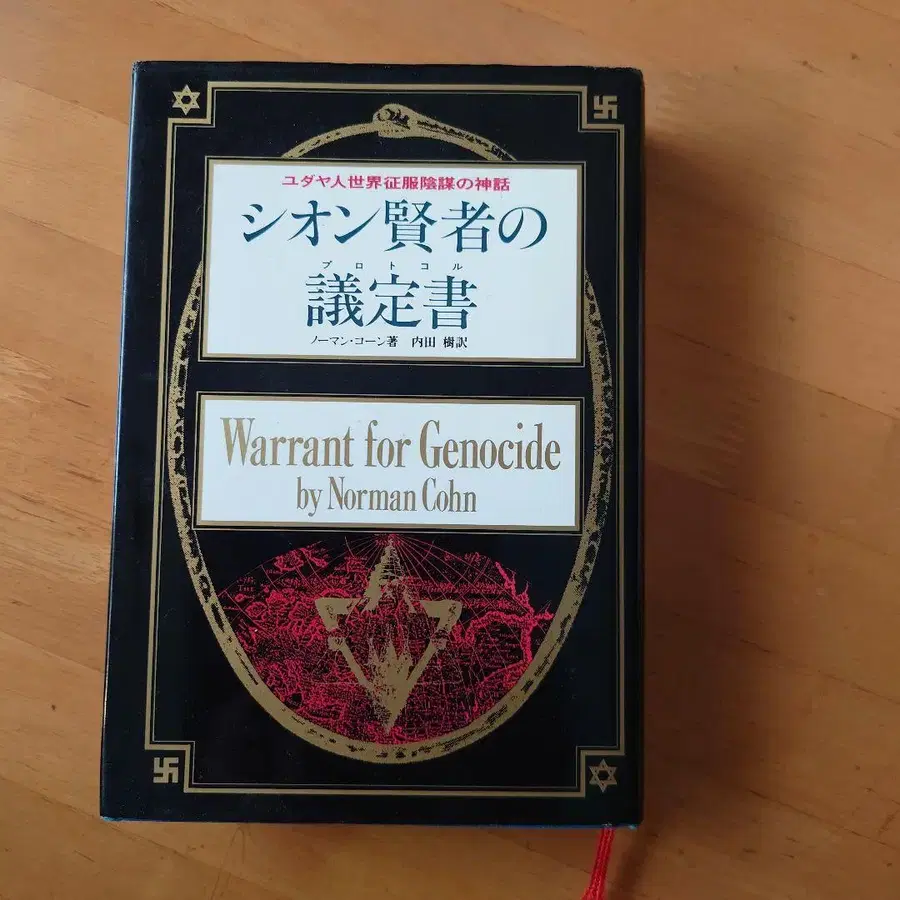 ユダヤ人世界征服陰謀の神話
シオン賢者の
プロトコル
議定書
ノーマン・コーン著 内田 樹訳
Warrant for Genocide
by Norman Cohn